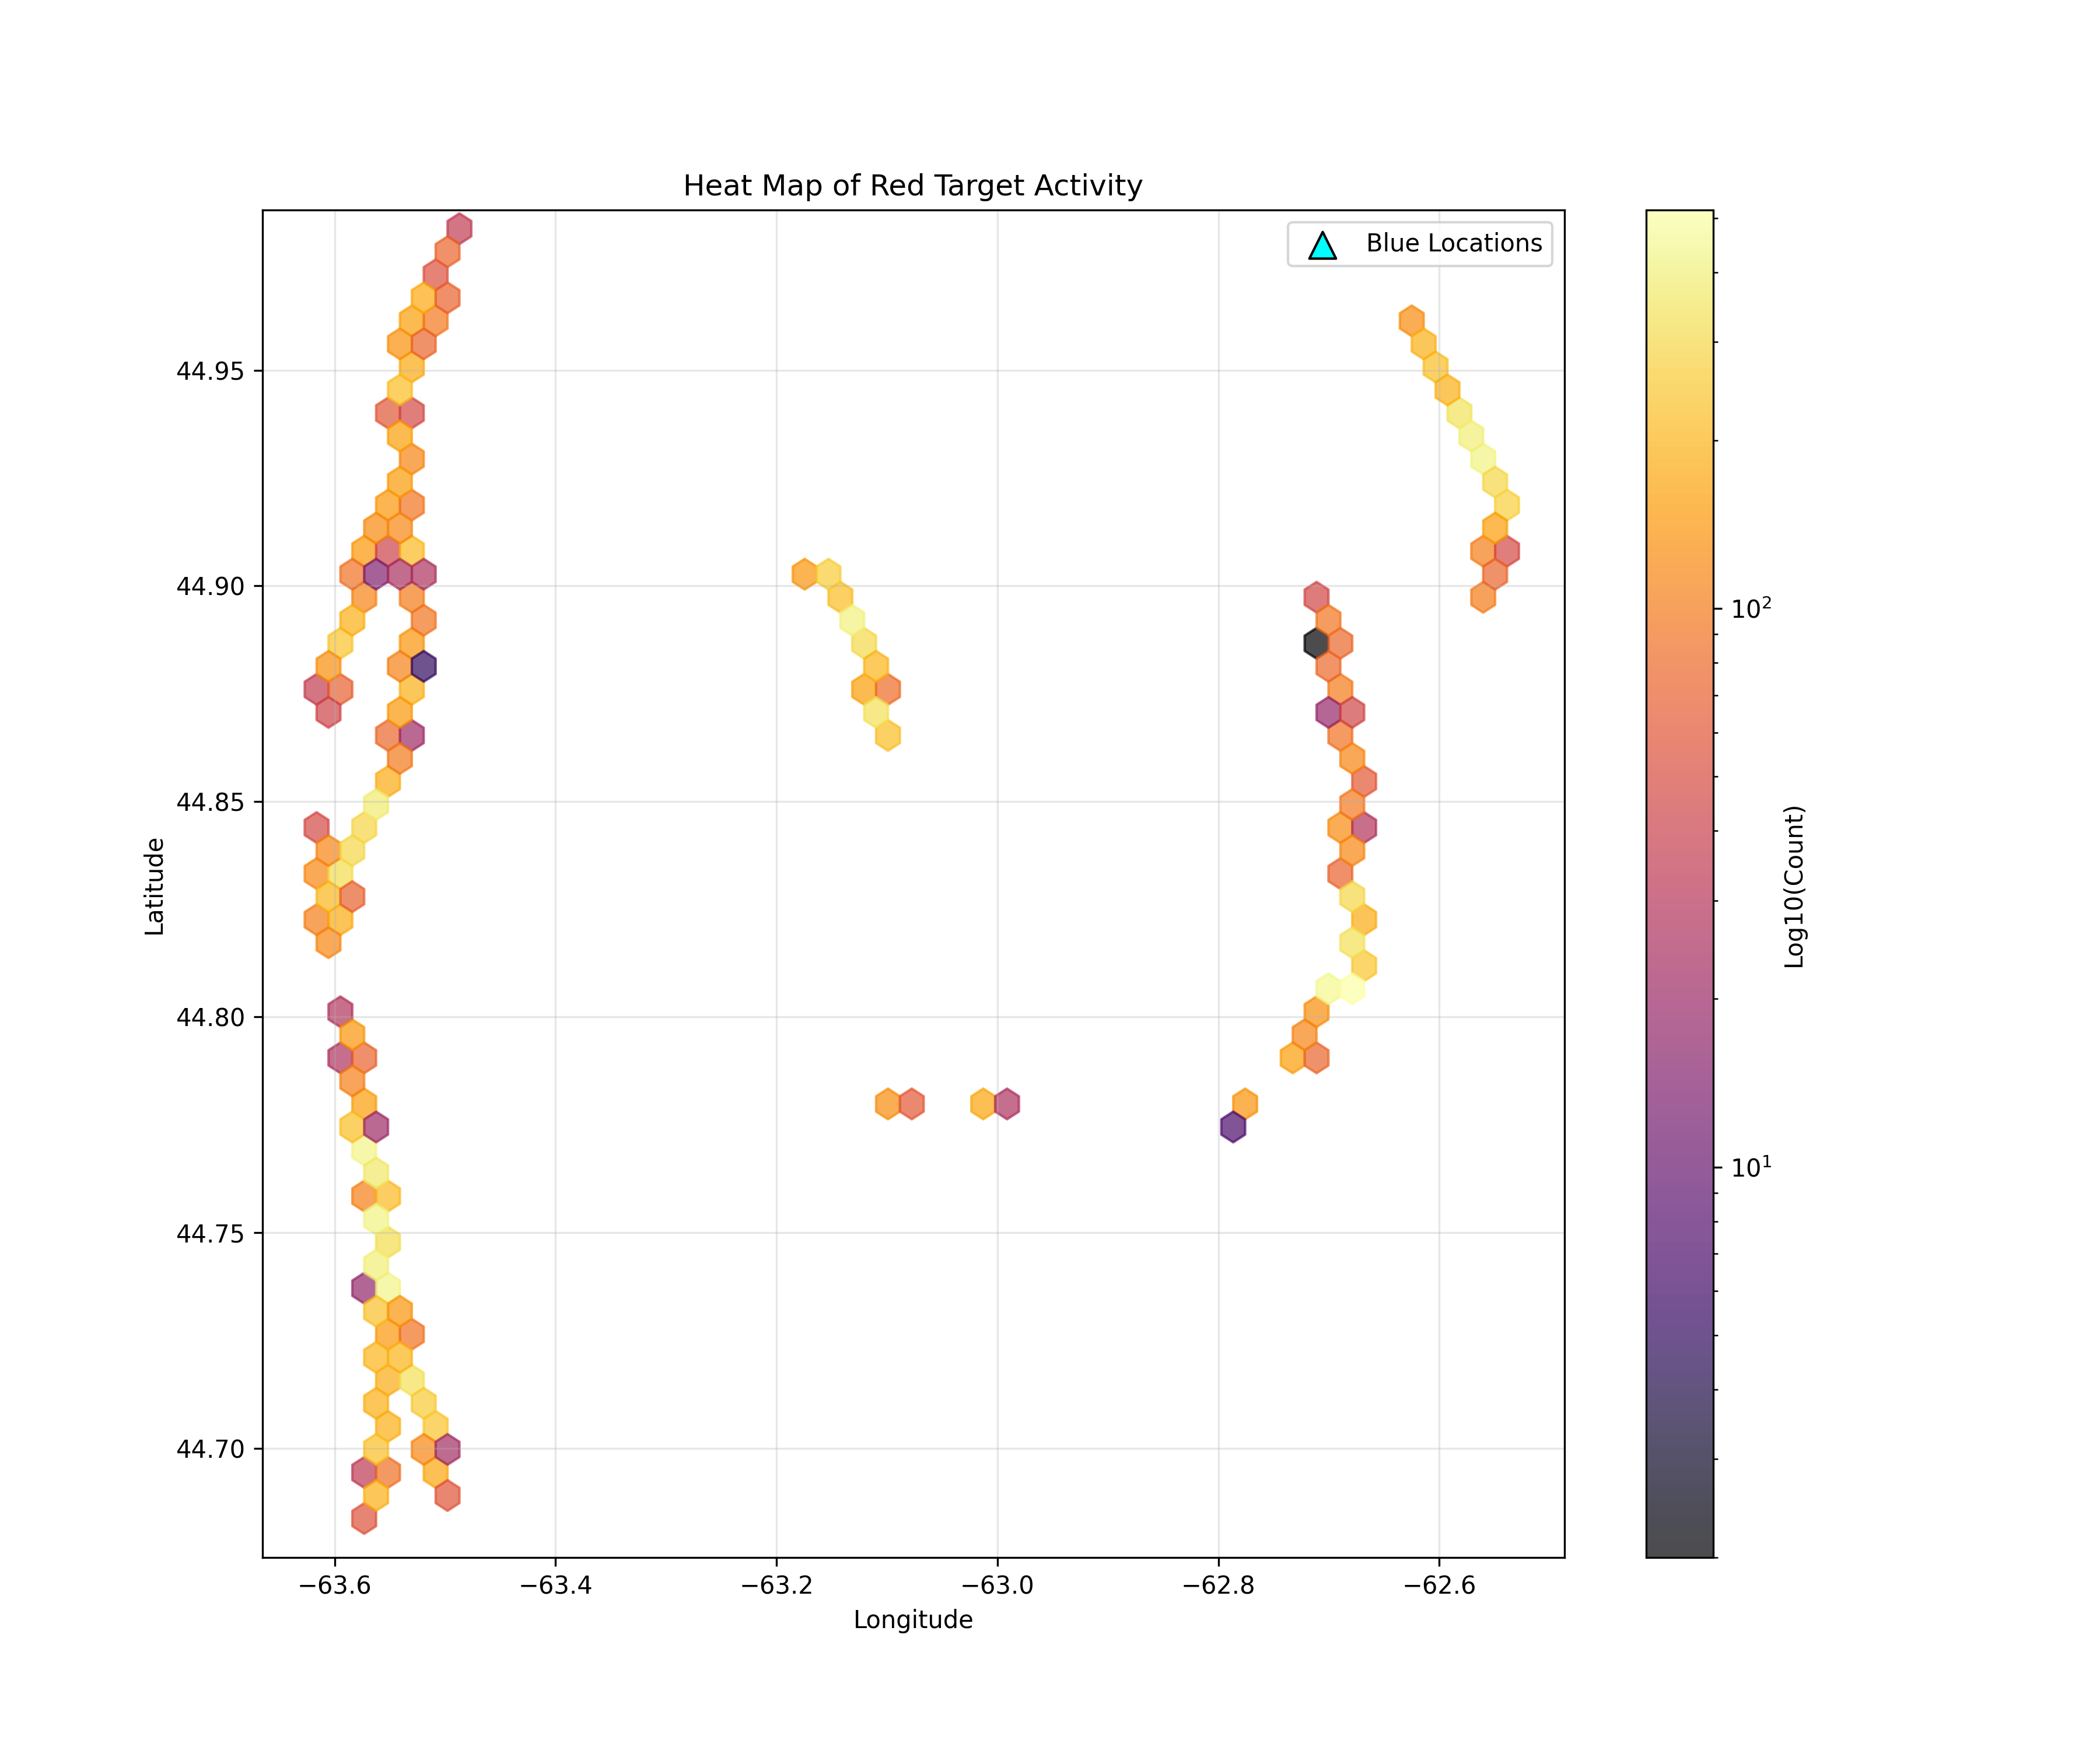 Heat Map of Red Target Activity
Blue Locations
44.95
44.90
44.85
44.80
44.75
44.70
Latitude
−63.6
−63.4
−63.2
−63.0
−62.8
−62.6
Longitude
10²
10¹
Log10(Count)